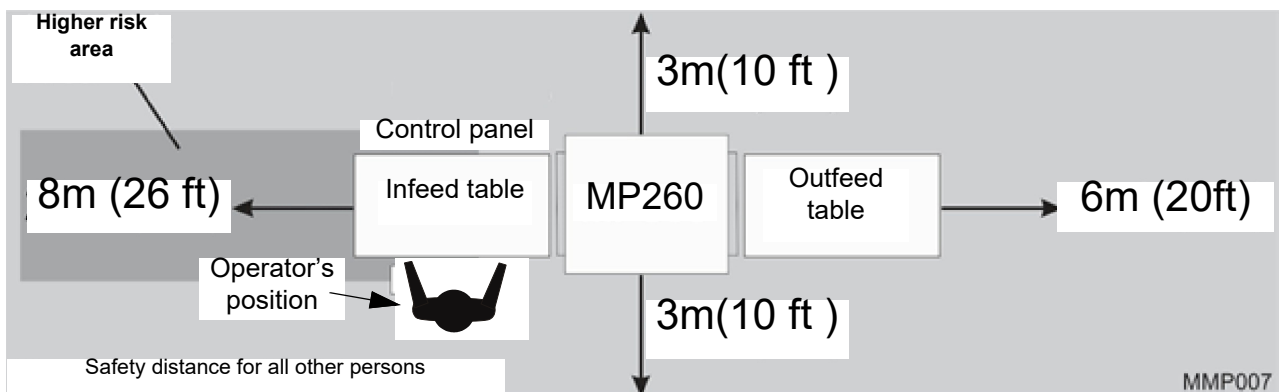 Higher risk
area
3m(10 ft )
Control panel
8m (26 ft)
Infeed table
MP260
Outfeed
table
6m (20ft)
Operator's
position
3m(10 ft )
Safety distance for all other persons
MMP007